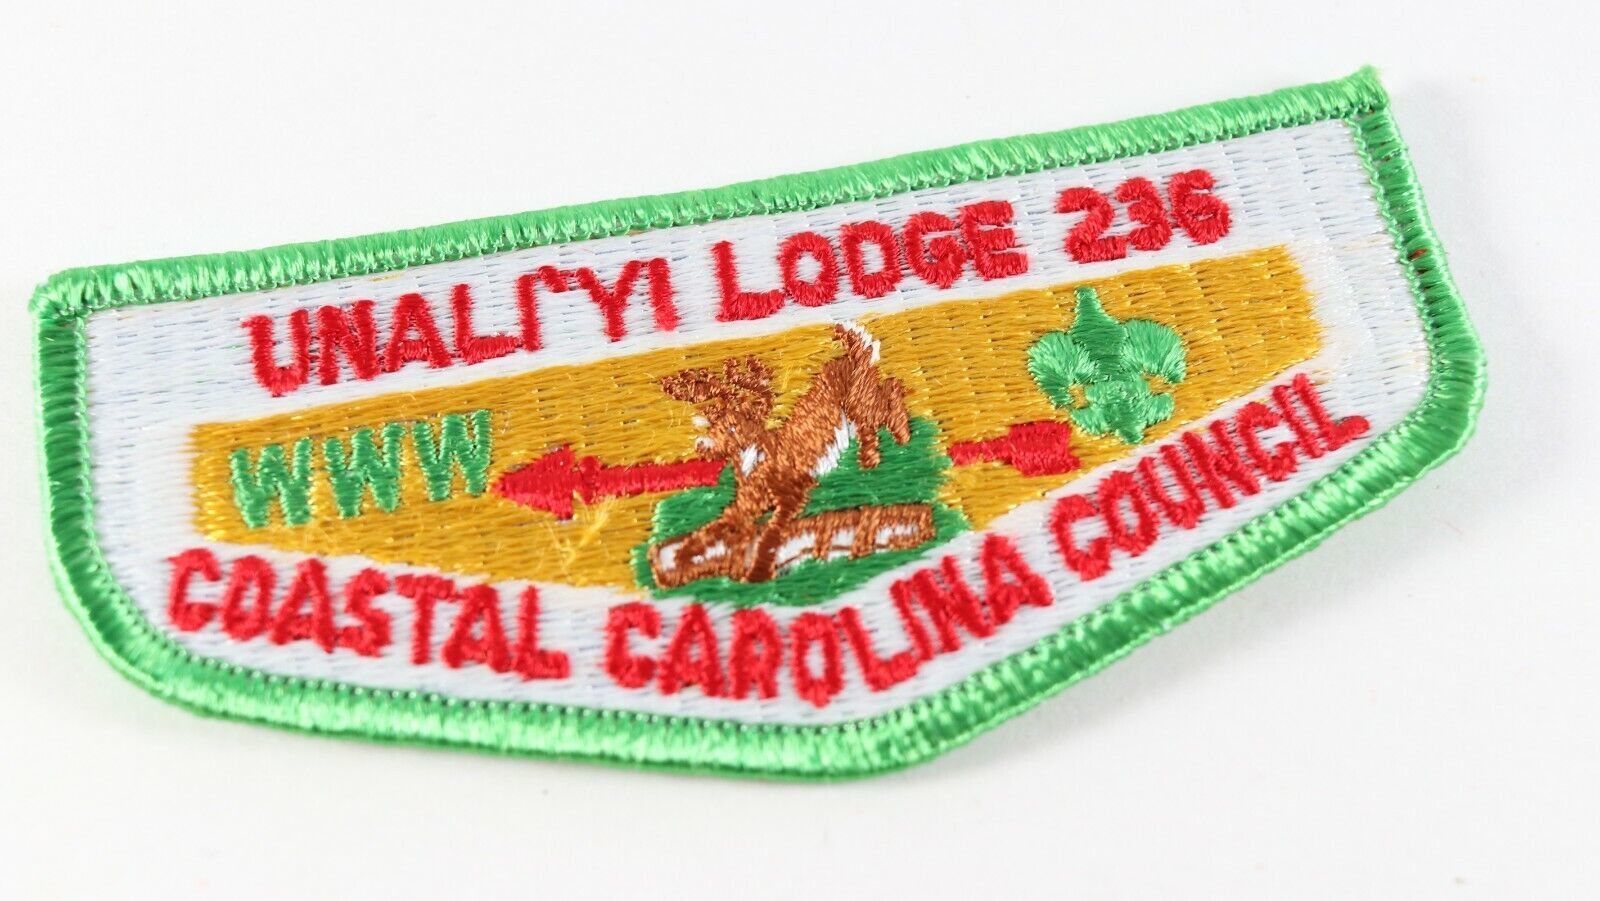 UNALI'YI LODGE 236
WWW
COASTAL CAROLINA COUNCIL